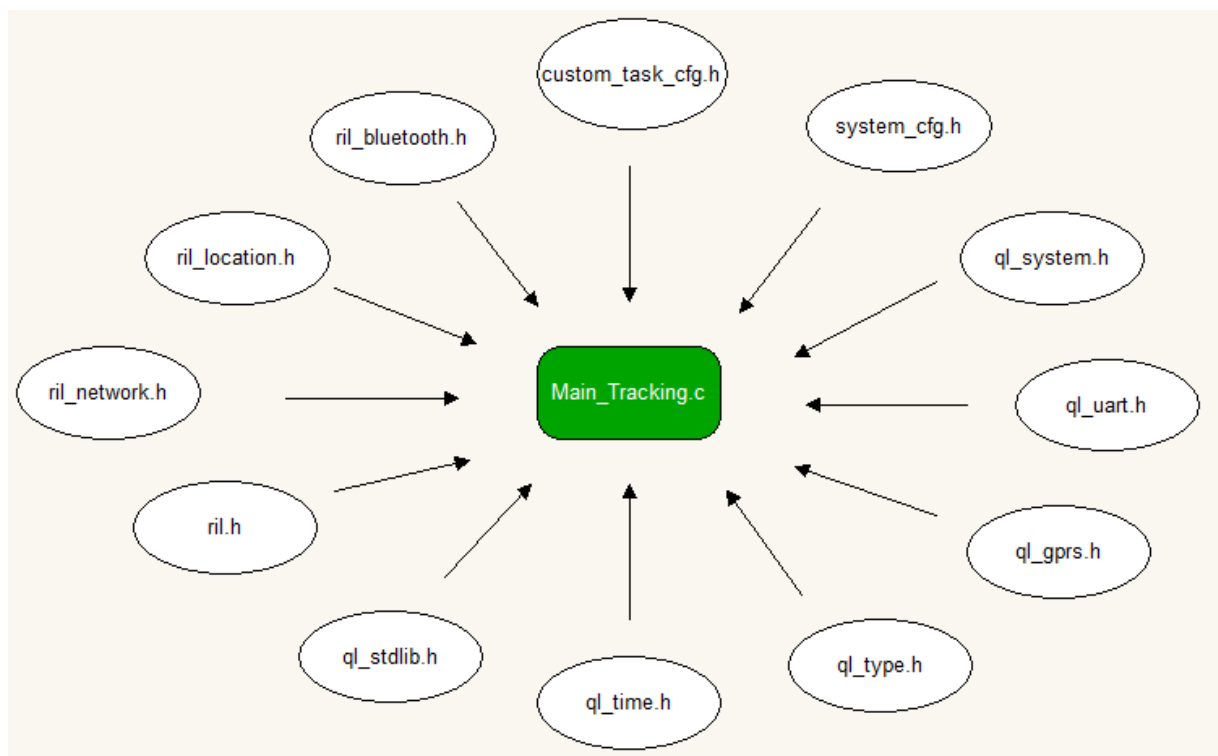 custom_task_cfg.h
ril_bluetooth.h
system_cfg.h
ril_location.h
ql_system.h
ril_network.h
Main_Tracking.c
ql_uart.h
ril.h
ql_gprs.h
ql_stdlib.h
ql_type.h
ql_time.h